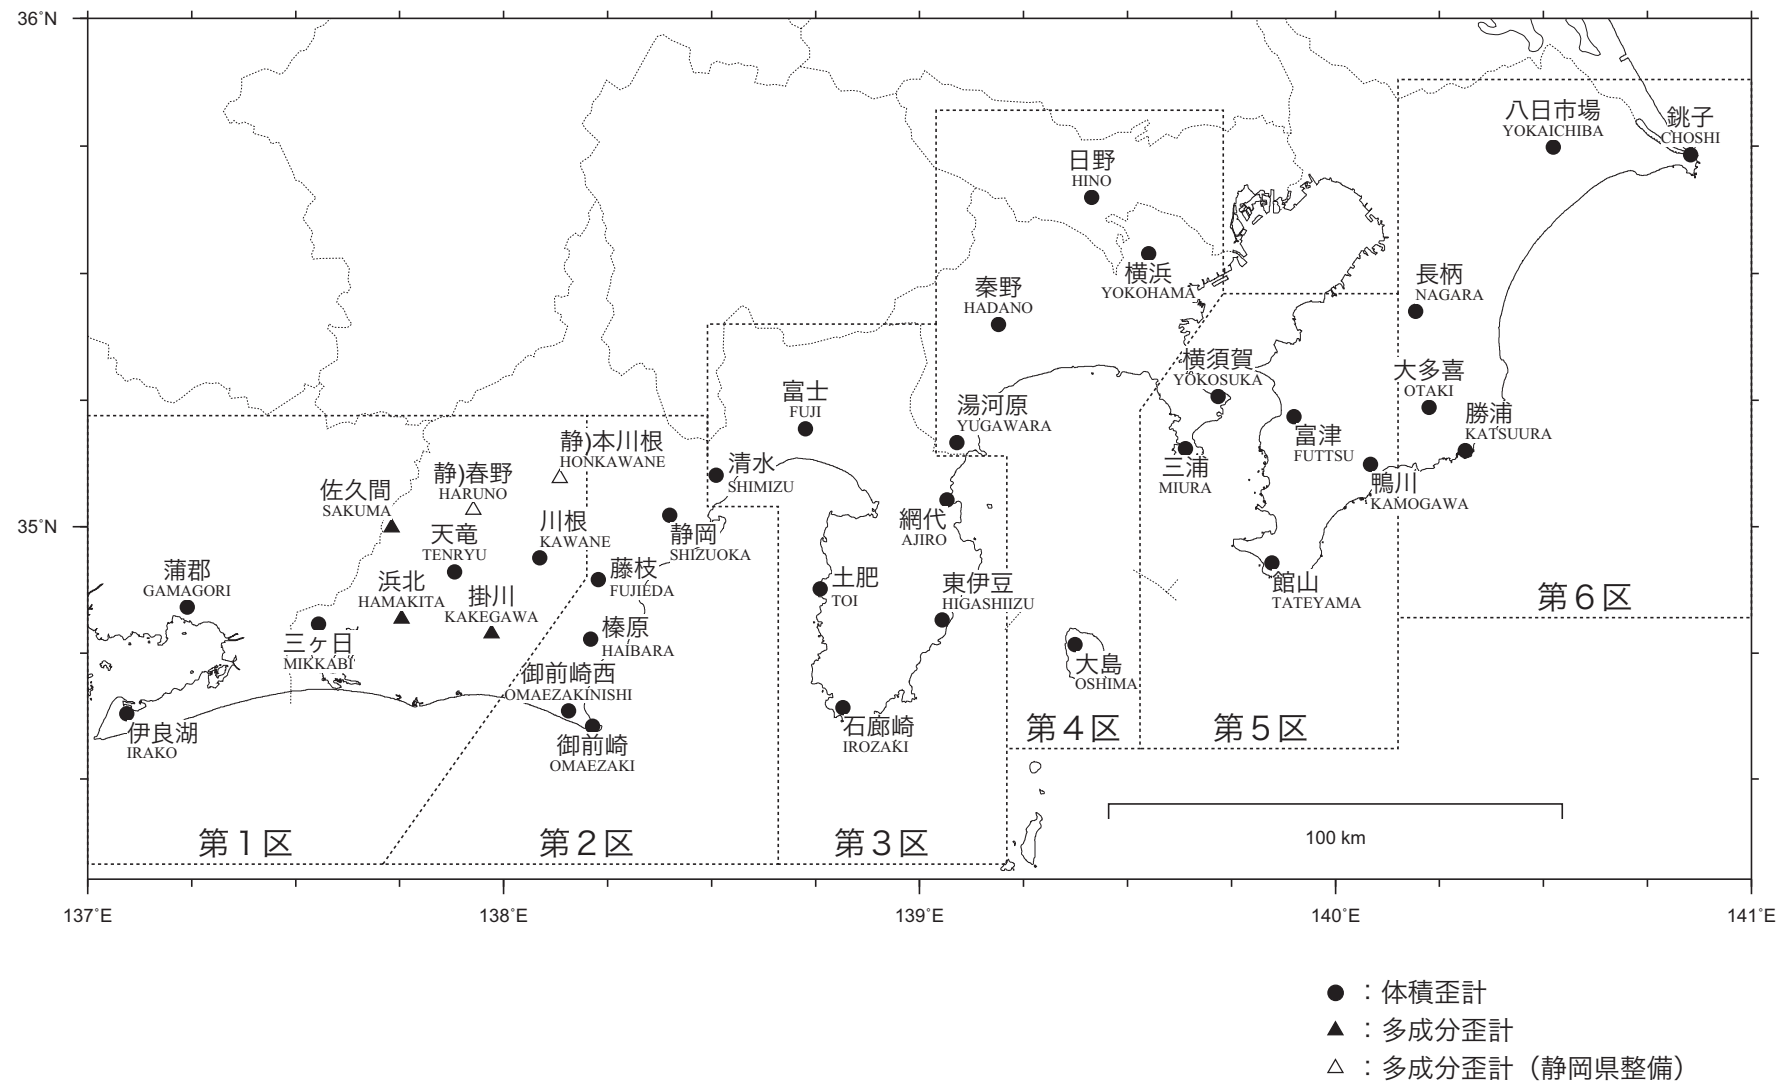 36˚N
八日市場
YOKAICHIBA
銚子
CHOSHI
日野
HINO
横浜
YOKOHAMA
秦野
HADANO
長柄
NAGARA
横須賀
YOKOSUKA
大多喜
OTAKI
富士
FUJI
湯河原
YUGAWARA
勝浦
KATSUURA
富津
FUTTSU
静)本川根
HONKAWANE
清水
SHIMIZU
三浦
MIURA
鴨川
KAMOGAWA
静)春野
HARUNO
佐久間
SAKUMA
35˚N
天竜
TENRYU
川根
KAWANE
静岡
SHIZUOKA
網代
AJIRO
蒲郡
GAMAGORI
浜北
HAMAKITA
掛川
KAKEGAWA
藤枝
FUJIEDA
土肥
TOI
東伊豆
HIGASHIIZU
館山
TATEYAMA
第6区
三ヶ日
MIKKABI
榛原
HAIBARA
御前崎西
OMAEZAKINISHI
大島
OSHIMA
伊良湖
IRAKO
御前崎
OMAEZAKI
石廊崎
IROZAKI
第4区
第5区
第1区
第2区
第3区
100 km
137˚E
138˚E
139˚E
140˚E
141˚E
●：体積歪計
▲：多成分歪計
△：多成分歪計（静岡県整備）